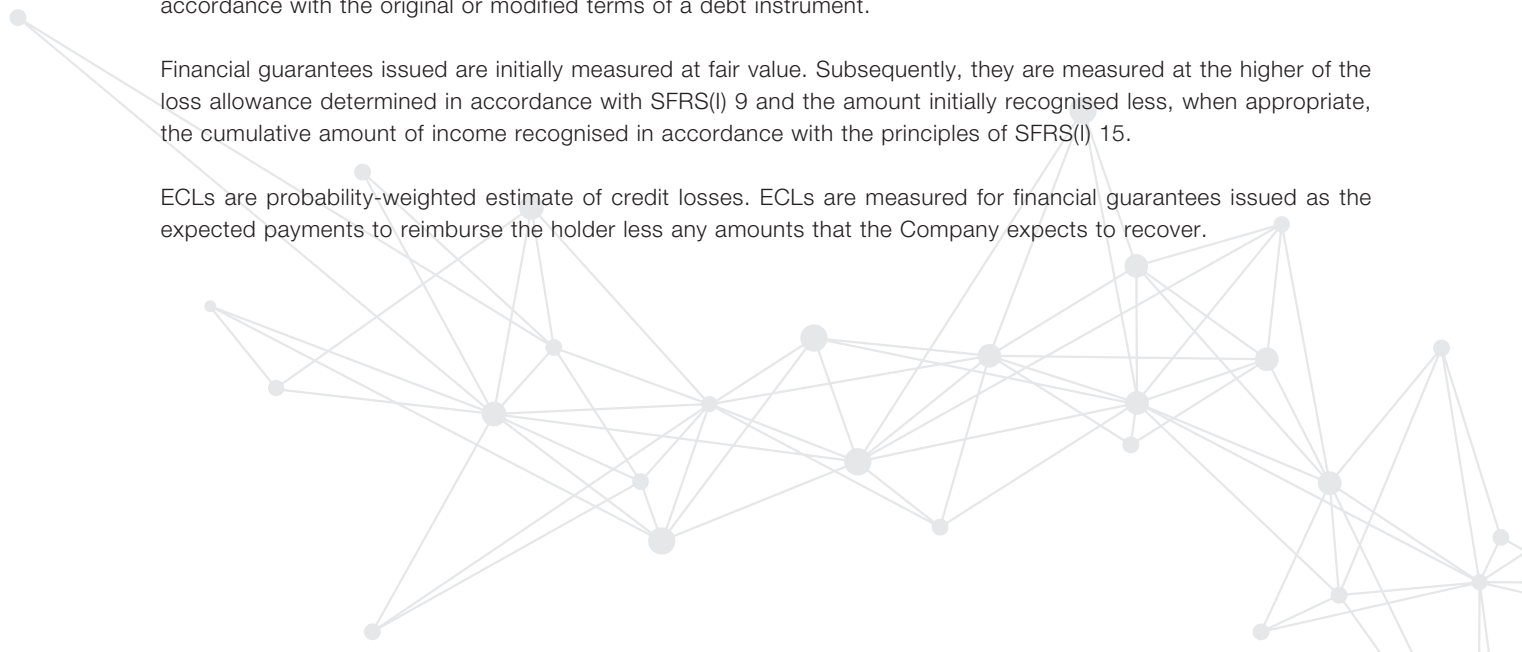 accordance with the original or modified terms of a debt instrument.
Financial guarantees issued are initially measured at fair value. Subsequently, they are measured at the higher of the
loss allowance determined in accordance with SFRS(I) 9 and the amount initially recognised less, when appropriate,
the cumulative amount of income recognised in accordance with the principles of SFRS(I) 15.
ECLs are probability-weighted estimate of credit losses. ECLs are measured for financial guarantees issued as the
expected payments to reimburse the holder less any amounts that the Company expects to recover.